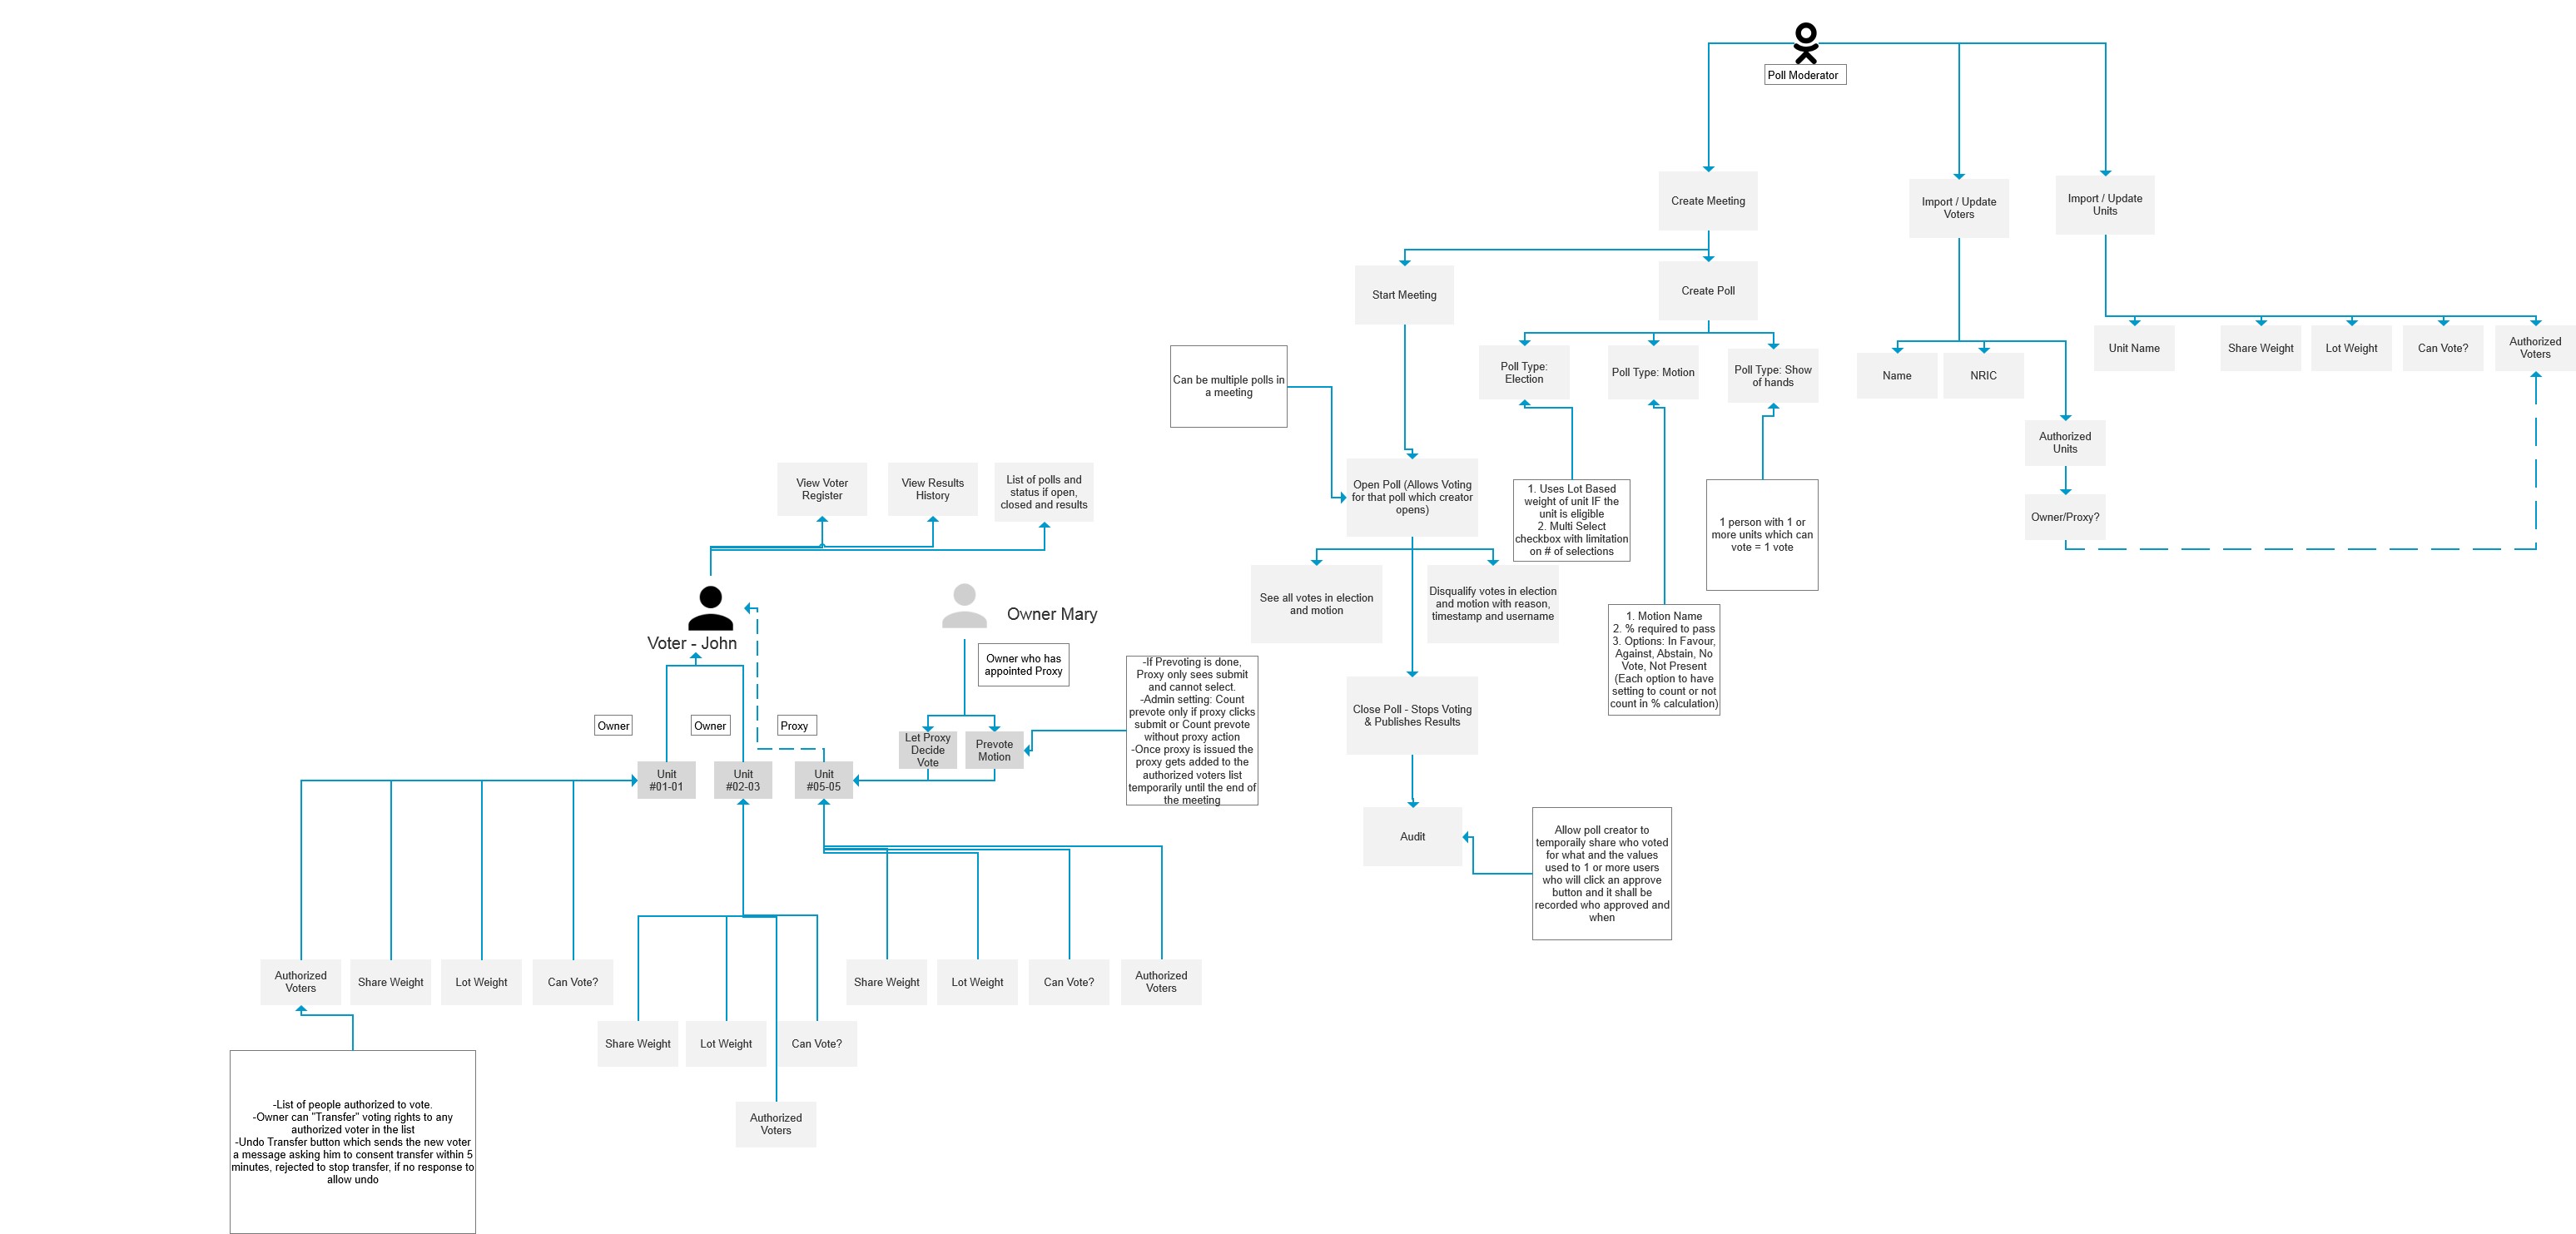 Poll Moderator
Create Meeting
Import / Update
Voters
Import / Update
Units
Start Meeting
Create Poll
Can be multiple polls in
a meeting
Poll Type:
Election
Poll Type: Motion
Poll Type: Show
of hands
Name
NRIC
Unit Name
Share Weight
Lot Weight
Can Vote?
Authorized
Voters
Authorized
Units
Owner/Proxy?
View Voter
Register
View Results
History
List of polls and
status if open,
closed and results
Open Poll (Allows Voting
for that poll which creator
opens)
1. Uses Lot Based
weight of unit IF the
unit is eligible
2. Multi Select
checkbox with limitation
on # of selections
1 person with 1 or
more units which can
vote = 1 vote
See all votes in election
and motion
Disqualify votes in election
and motion with reason,
timestamp and username
1. Motion Name
2. % required to pass
3. Options: In Favour,
Against, Abstain, No
Vote, Not Present
(Each option to have
setting to count or not
count in % calculation)
Voter - John
Owner Mary
Owner who has
appointed Proxy
-If Prevoting is done,
Proxy only sees submit
and cannot select.
-Admin setting: Count
prevote only if proxy clicks
submit or Count prevote
without proxy action
-Once proxy is issued the
proxy gets added to the
authorized voters list
temporarily until the end of
the meeting
Owner
Owner
Proxy
Let Proxy
Decide
Vote
Prevote
Motion
Close Poll - Stops Voting
& Publishes Results
Unit
#01-01
Unit
#02-03
Unit
#05-05
Audit
Allow poll creator to
temporaily share who voted
for what and the values
used to 1 or more users
who will click an approve
button and it shall be
recorded who approved and
when
Authorized
Voters
Share Weight
Lot Weight
Can Vote?
Share Weight
Lot Weight
Can Vote?
Authorized
Voters
Share Weight
Lot Weight
Can Vote?
Authorized
Voters
-List of people authorized to vote.
-Owner can "Transfer" voting rights to any
authorized voter in the list
-Undo Transfer button which sends the new voter
a message asking him to consent transfer within 5
minutes, rejected to stop transfer, if no response to
allow undo